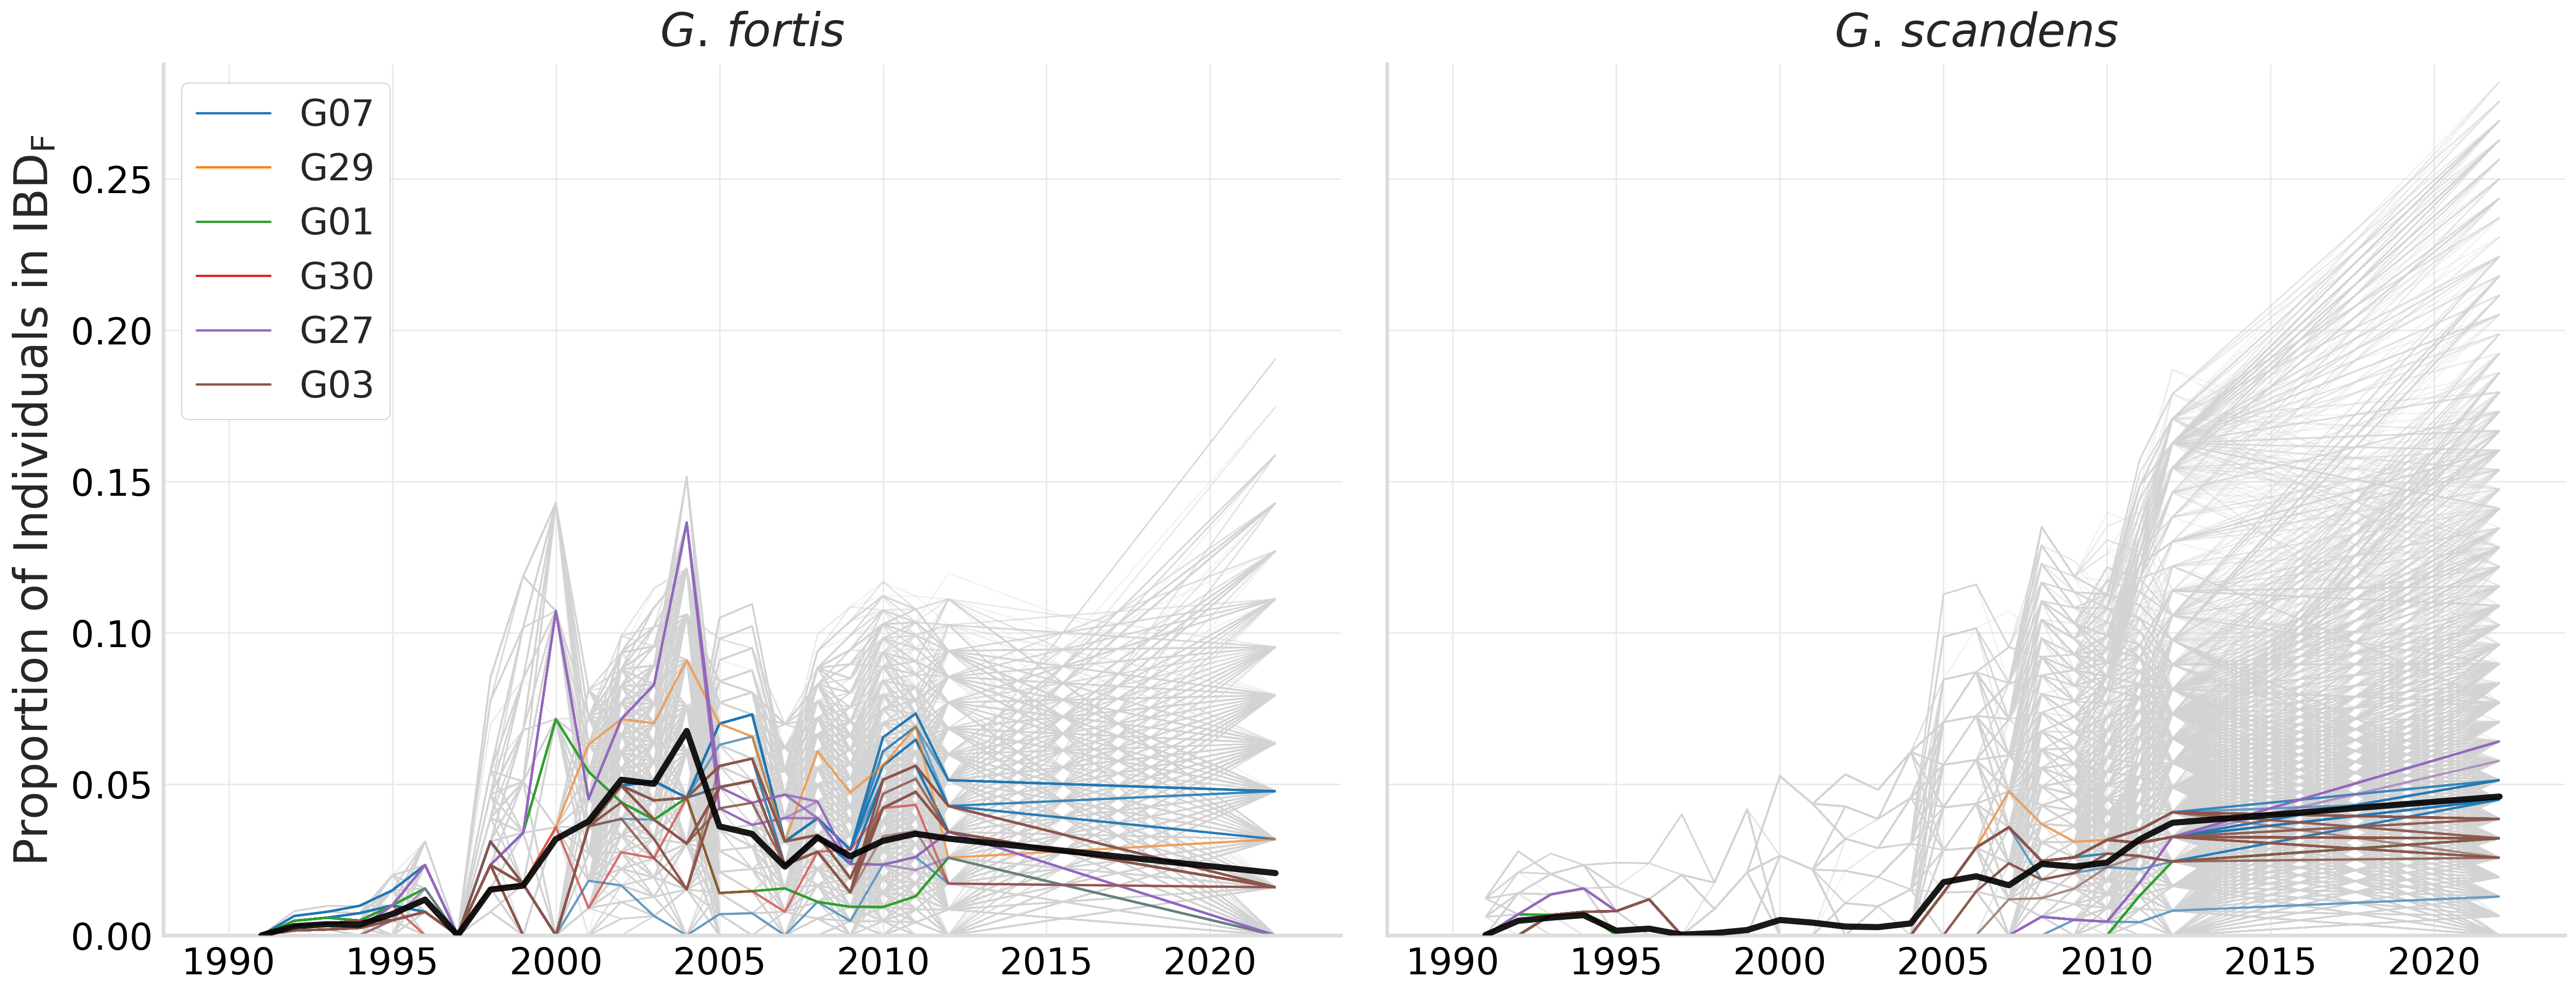 G. fortis
G. scandens
Proportion of Individuals in IBD_F
0.25
0.20
0.15
0.10
0.05
0.00
G07
G29
G01
G30
G27
G03
1990 1995 2000 2005 2010 2015 2020
1990 1995 2000 2005 2010 2015 2020